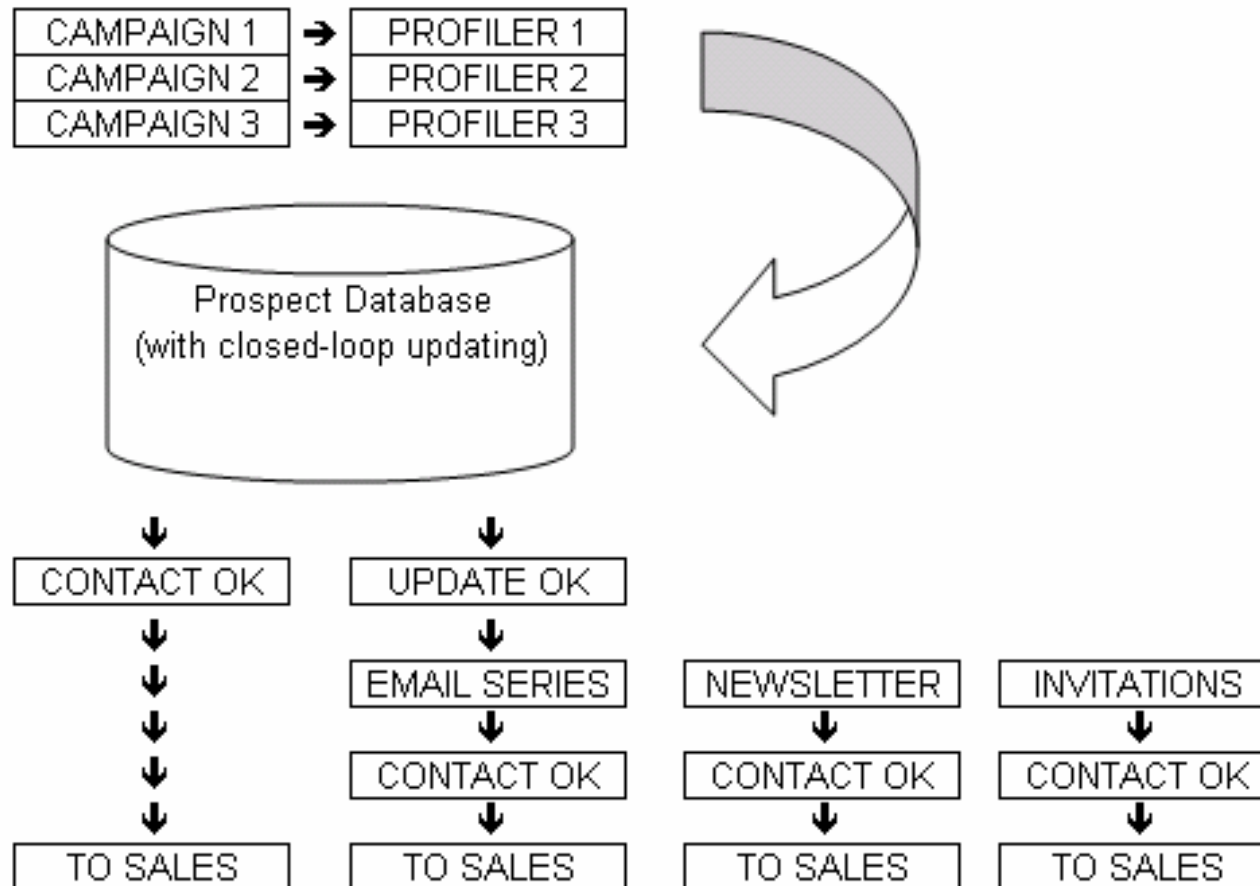 CAMPAIGN 1 PROFILER 1
CAMPAIGN 2 PROFILER 2
CAMPAIGN 3 PROFILER 3
Prospect Database
(with closed-loop updating)
CONTACT OK UPDATE OK
EMAIL SERIES NEWSLETTER INVITATIONS
CONTACT OK CONTACT OK CONTACT OK
TO SALES TO SALES TO SALES TO SALES